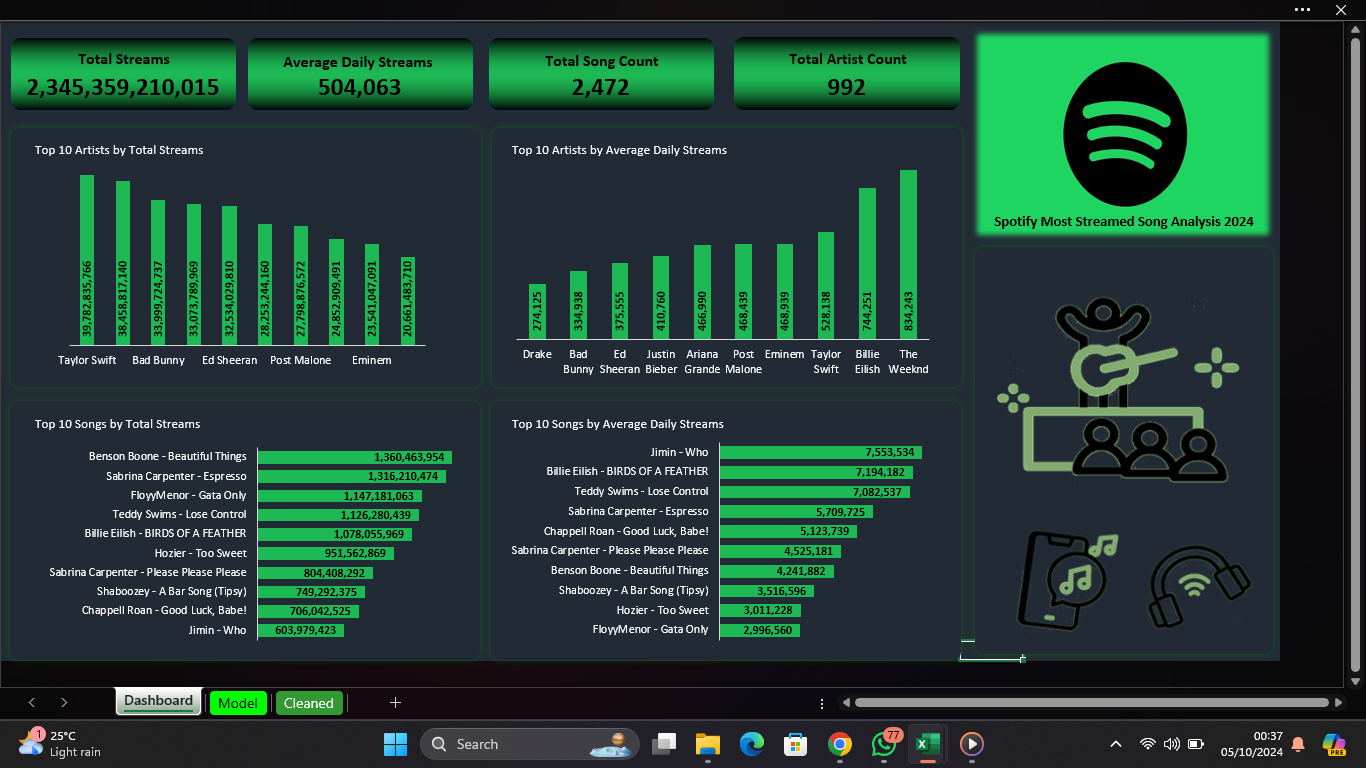 Total Streams
2,345,359,210,015
Average Daily Streams
504,063
Total Song Count
2,472
Total Artist Count
992
Spotify Most Streamed Song Analysis 2024
Top 10 Artists by Total Streams
39,782,835,766
38,458,817,140
33,999,724,737
33,073,789,969
32,534,029,810
28,253,244,160
27,798,876,572
24,852,909,491
23,541,047,091
20,661,483,710
Taylor Swift
Bad Bunny
Ed Sheeran
Post Malone
Eminem
Top 10 Artists by Average Daily Streams
274,125
334,938
375,555
410,760
466,990
468,439
468,939
528,138
744,251
834,243
Drake
Bad
Bunny
Ed
Sheeran
Justin
Bieber
Ariana
Grande
Post
Malone
Eminem
Taylor
Swift
Billie
Eilish
The
Weeknd
Top 10 Songs by Total Streams
Benson Boone - Beautiful Things 1,360,463,954
Sabrina Carpenter - Espresso 1,316,210,474
FloyyMenor - Gata Only 1,147,181,063
Teddy Swims - Lose Control 1,126,280,439
Billie Eilish - BIRDS OF A FEATHER 1,078,055,969
Hozier - Too Sweet 951,562,869
Sabrina Carpenter - Please Please Please 804,408,292
Shaboozey - A Bar Song (Tipsy) 749,292,375
Chappell Roan - Good Luck, Babe! 706,042,525
Jimin - Who 603,979,423
Top 10 Songs by Average Daily Streams
Jimin - Who 7,553,534
Billie Eilish - BIRDS OF A FEATHER 7,194,182
Teddy Swims - Lose Control 7,082,537
Sabrina Carpenter - Espresso 5,709,725
Chappell Roan - Good Luck, Babe! 5,123,739
Sabrina Carpenter - Please Please Please 4,525,181
Benson Boone - Beautiful Things 4,241,882
Shaboozey - A Bar Song (Tipsy) 3,516,596
Hozier - Too Sweet 3,011,228
FloyyMenor - Gata Only 2,996,560
Dashboard
Model
Cleaned
1
25°C
Light rain
Search
77
PRE
00:37
05/10/2024